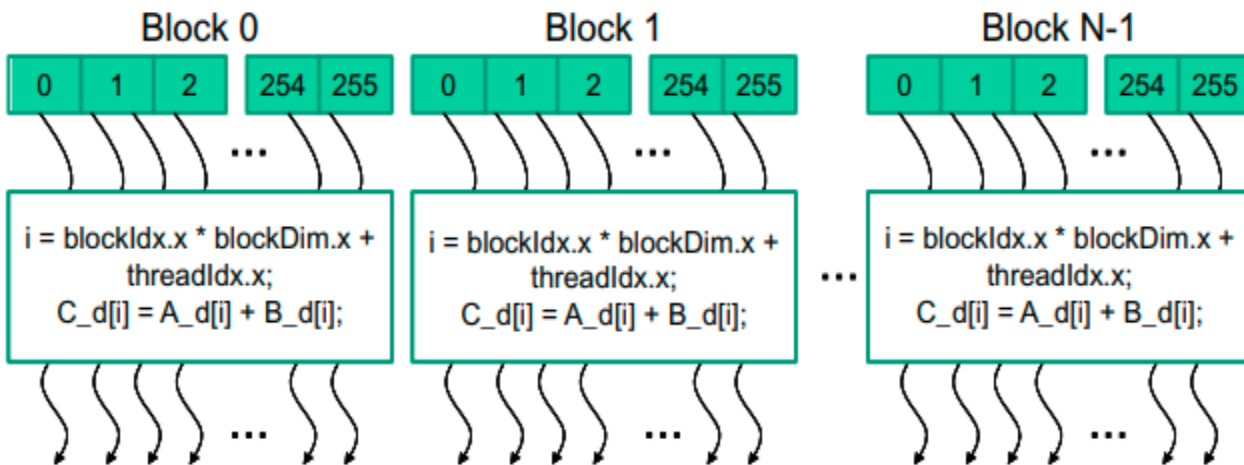 Block 0 Block 1 Block N-1
0 1 2 254 255 0 1 2 254 255 0 1 2 254 255
... ... ...
i = blockIdx.x * blockDim.x +
threadIdx.x;
C_d[i] = A_d[i] + B_d[i];
i = blockIdx.x * blockDim.x +
threadIdx.x;
C_d[i] = A_d[i] + B_d[i];
...
i = blockIdx.x * blockDim.x +
threadIdx.x;
C_d[i] = A_d[i] + B_d[i];
... ... ...